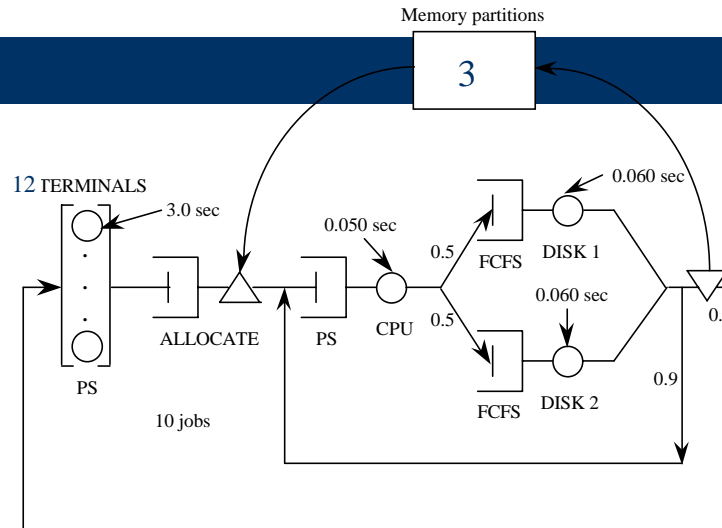 Memory partitions
3
12 TERMINALS
3.0 sec
0.050 sec
0.060 sec
0.5
FCFS
DISK 1
0.060 sec
0.
ALLOCATE
PS
CPU
0.5
0.9
PS
FCFS
DISK 2
10 jobs